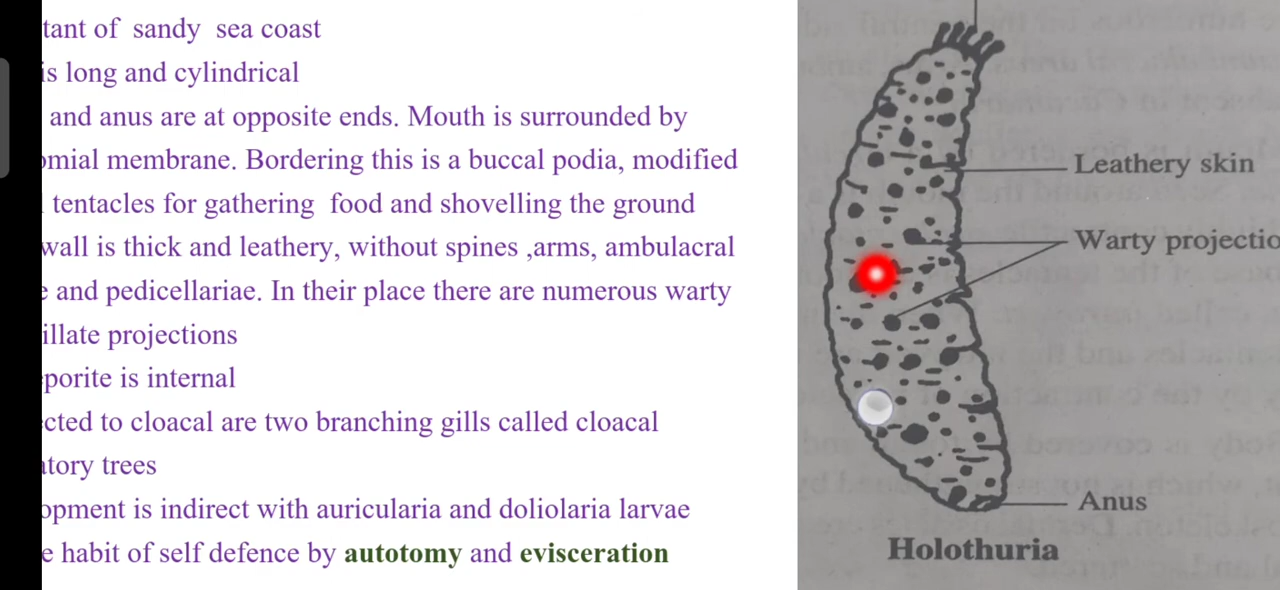 tant of sandy sea coast
is long and cylindrical
and anus are at opposite ends. Mouth is surrounded by
omial membrane. Bordering this is a buccal podia, modified
tentacles for gathering food and shovelling the ground
wall is thick and leathery, without spines ,arms, ambulacral
e and pedicellariae. In their place there are numerous warty
illate projections
porite is internal
cted to cloacal are two branching gills called cloacal
atory trees
opment is indirect with auricularia and doliolaria larvae
e habit of self defence by autotomy and evisceration
Leathery skin
Warty projectio
Anus
Holothuria